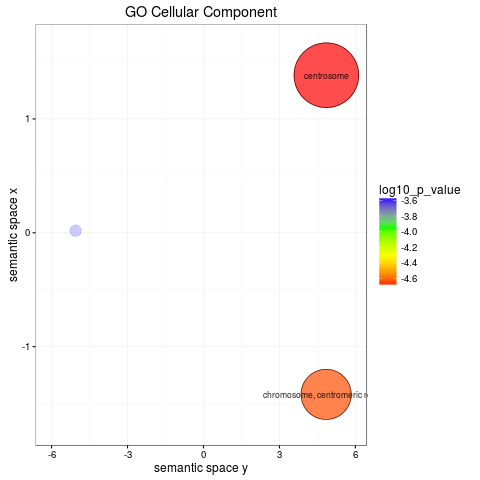 GO Cellular Component
centrosome
1
0
-1
semantic space x
chromosome, centromeric r
-6
-3
0
3
6
semantic space y
log10_p_value
-3.6
-3.8
-4.0
-4.2
-4.4
-4.6